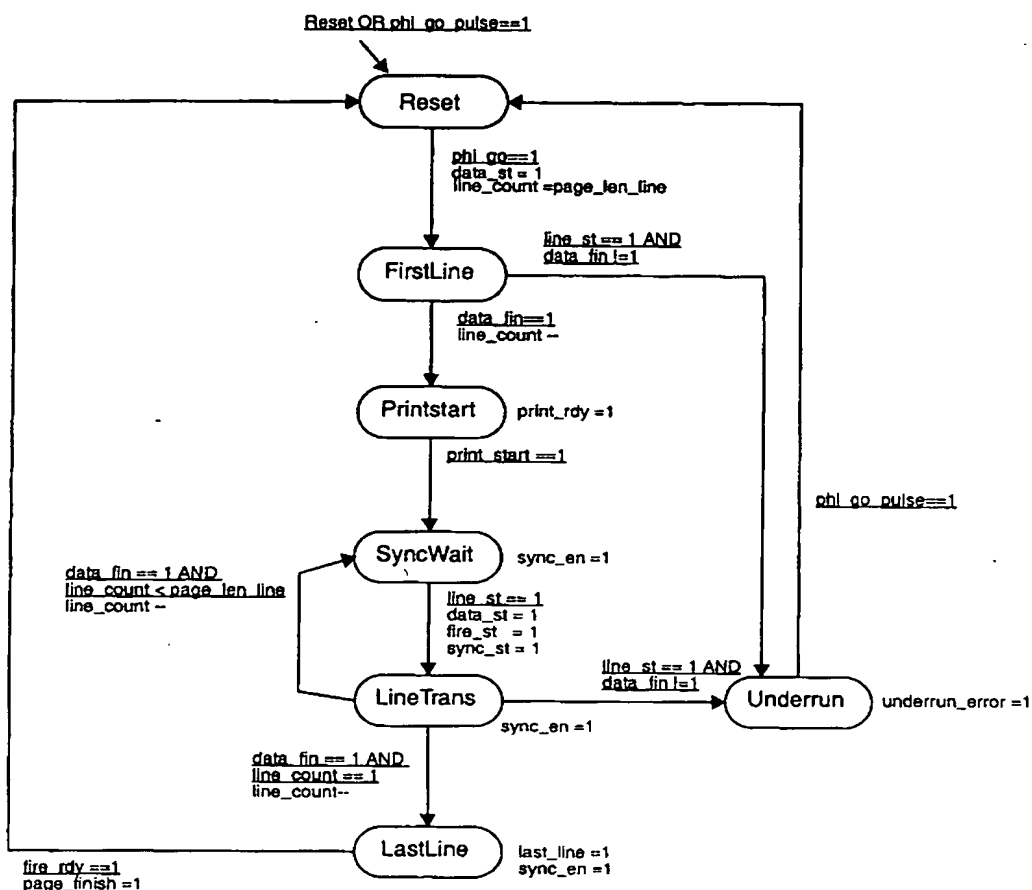 Reset OR phi_go_pulse==1
Reset
phi_go==1
data_st = 1
line_count =page_len_line
line_st == 1 AND
data_fin !=1
FirstLine
data_fin==1
line_count --
Printstart
print_rdy =1
print_start ==1
phi_go_pulse==1
SyncWait
sync_en =1
data_fin == 1 AND
line_count < page_len_line
line_count --
line_st == 1
data_st = 1
fire_st = 1
sync_st = 1
line_st == 1 AND
data_fin !=1
LineTrans
sync_en =1
Underrun
underrun_error =1
data_fin == 1 AND
line_count == 1
line_count--
LastLine
last_line =1
sync_en =1
fire_rdy ==1
page_finish =1